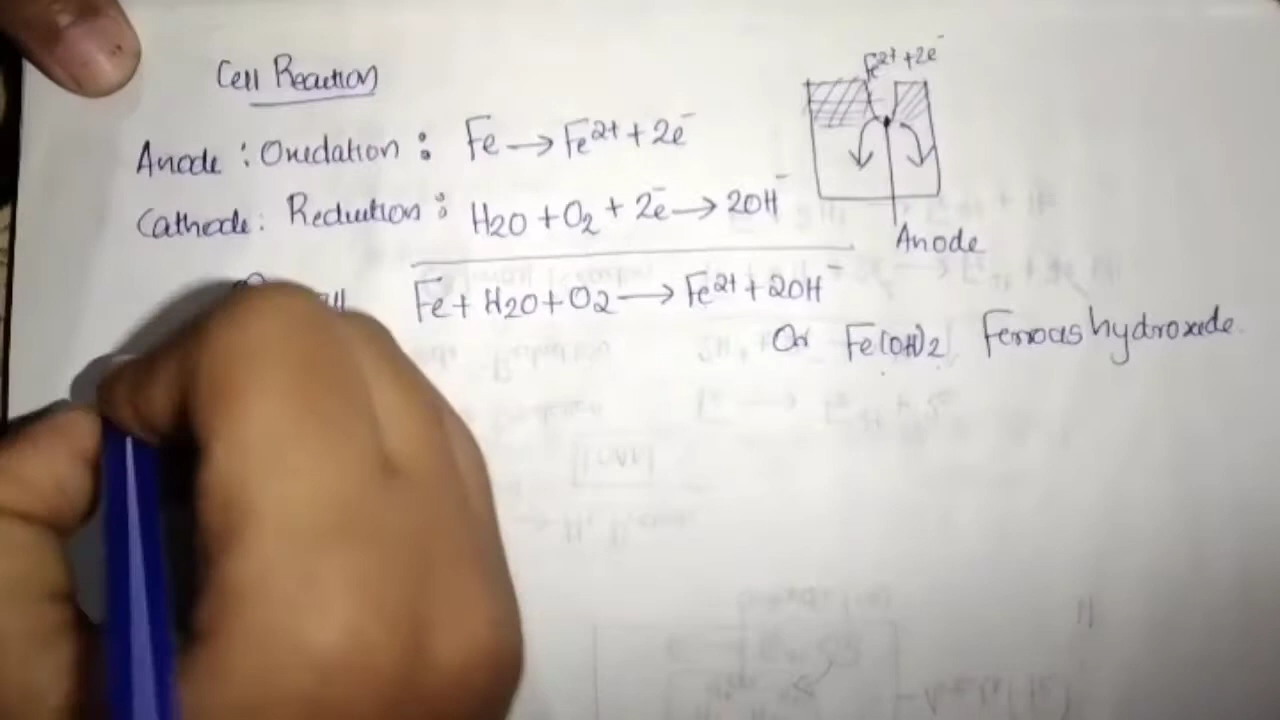 Cell Reaction
Anode : Oxidation : Fe → Fe²⁺ + 2e⁻
Cathode : Reduction : H2O + O₂ + 2e⁻ → 2OH⁻
Fe + H2O + O2 → Fe²⁺ + 2OH⁻
Or Fe(OH)2 Ferrous hydroxide.
Fe²⁺ + 2e⁻
Anode